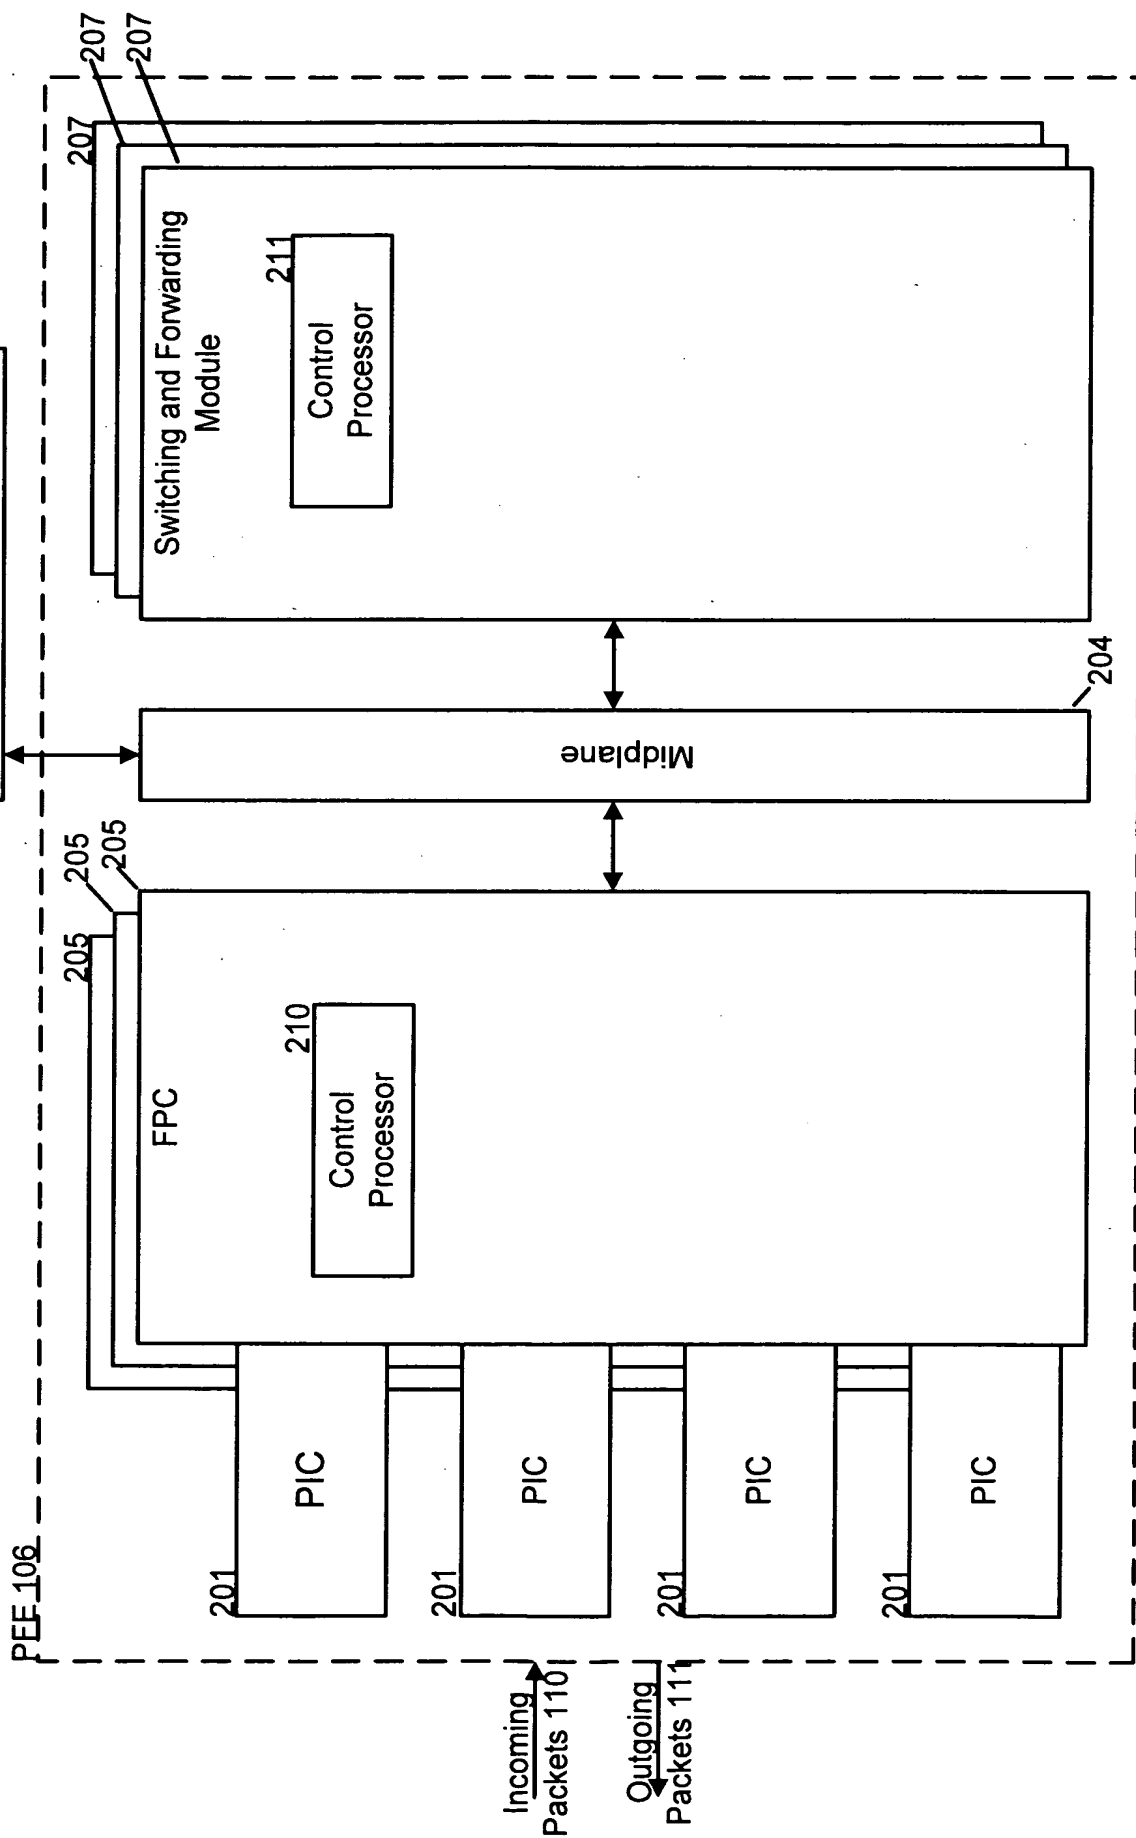 PFE 106
205
205
205
FPC
210
Control
Processor
201
PIC
201
PIC
201
PIC
201
PIC
Incoming
Packets 110
Outgoing
Packets 111
Midplane
204
207
207
207
Switching and Forwarding
Module
211
Control
Processor